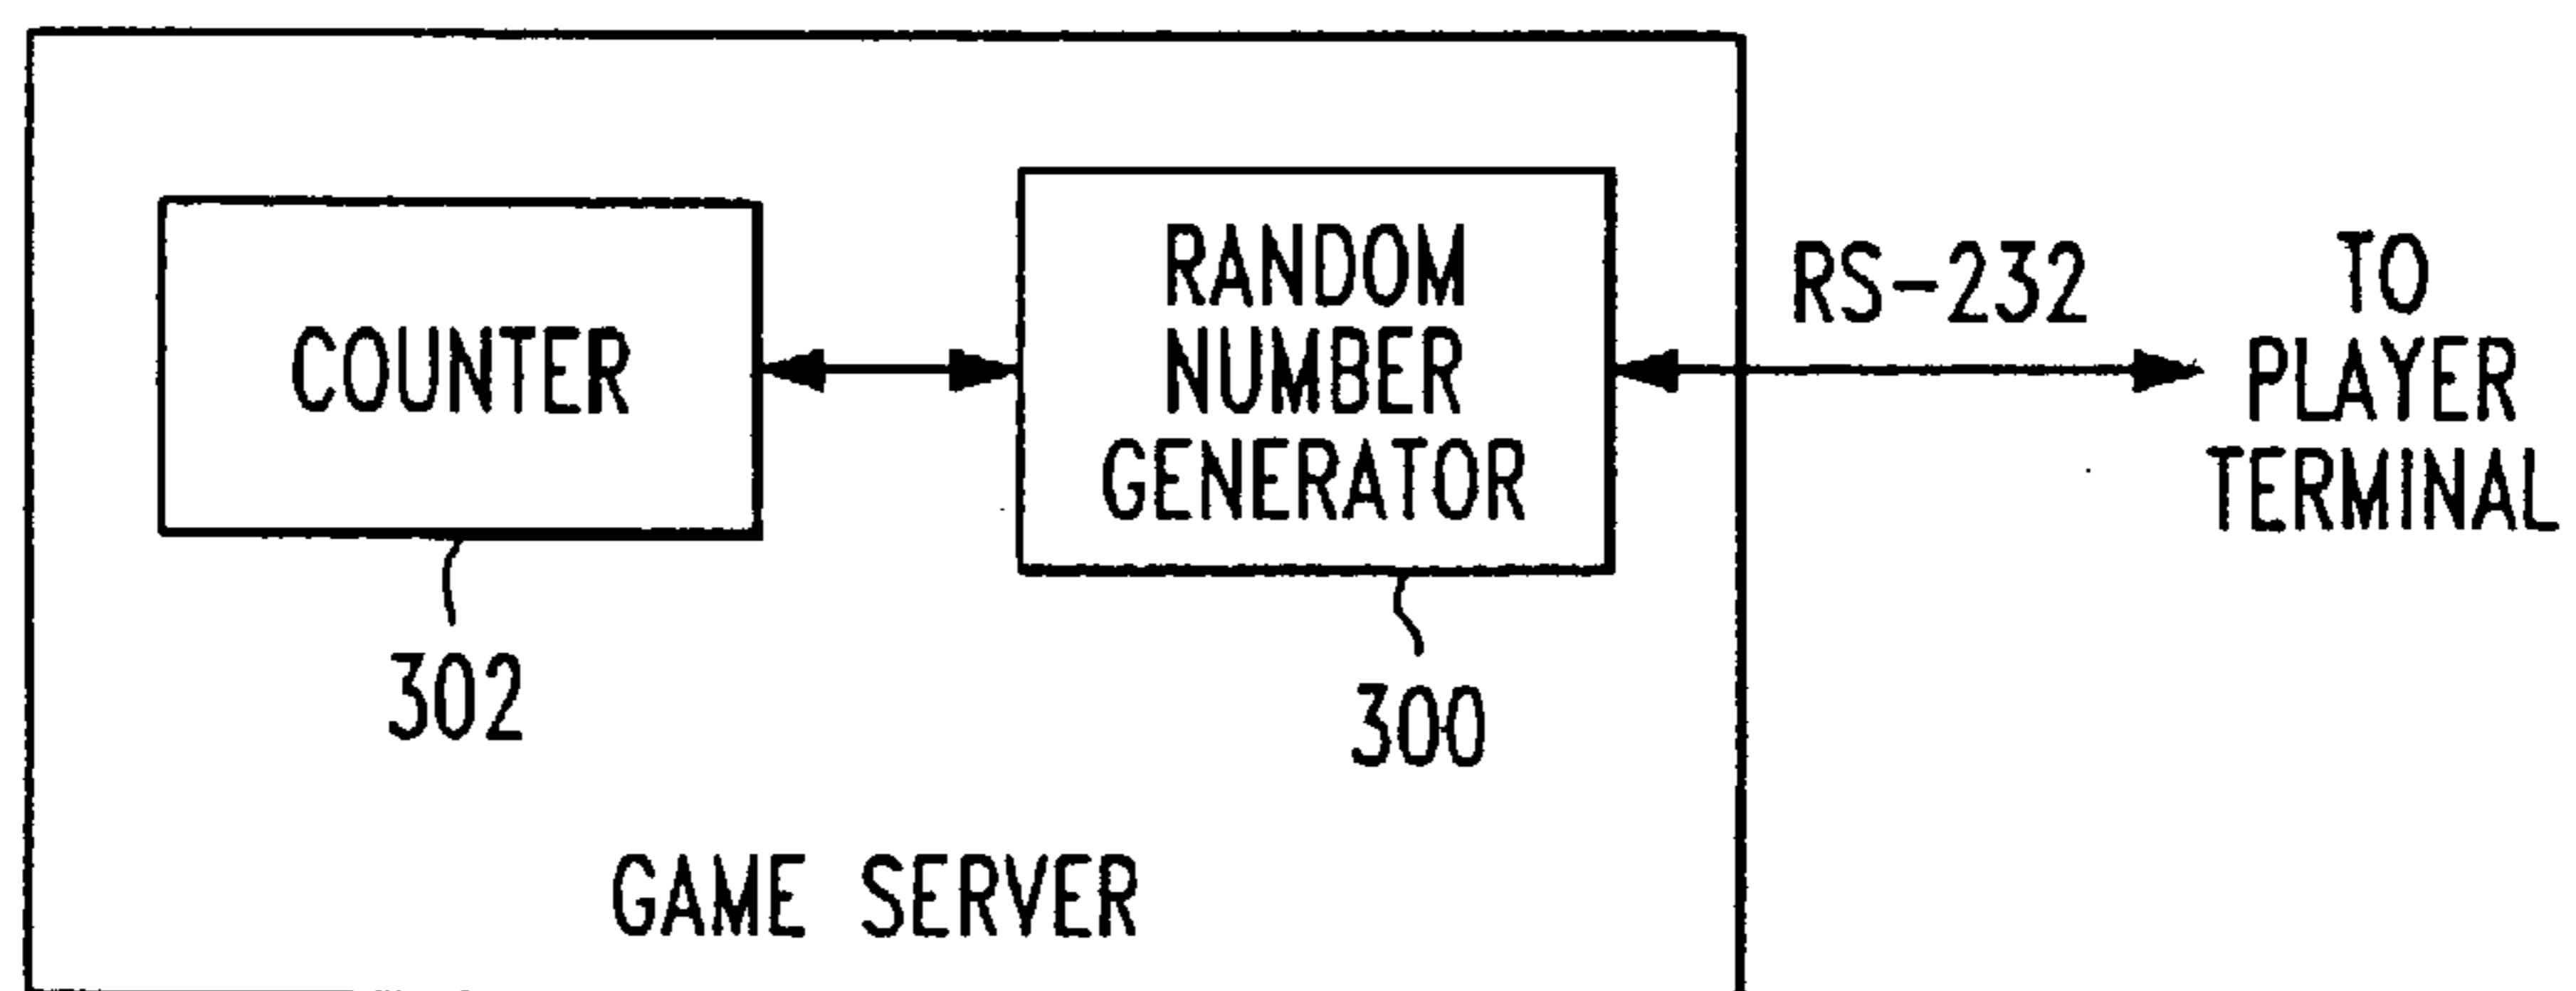 COUNTER
302
RANDOM
NUMBER
GENERATOR
300
GAME SERVER
RS-232
TO
PLAYER
TERMINAL